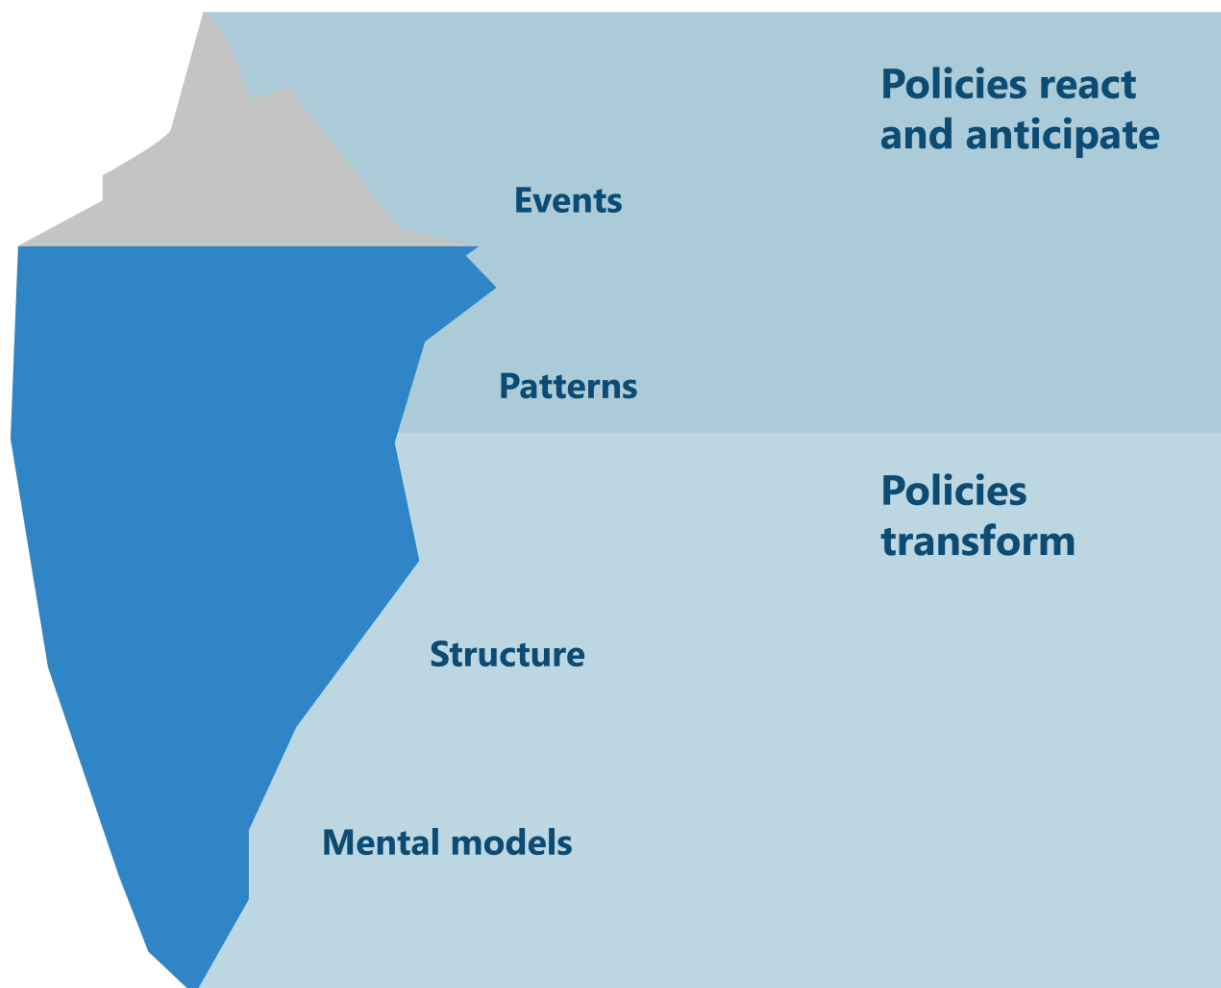 Policies react
and anticipate
Events
Patterns
Policies
transform
Structure
Mental models